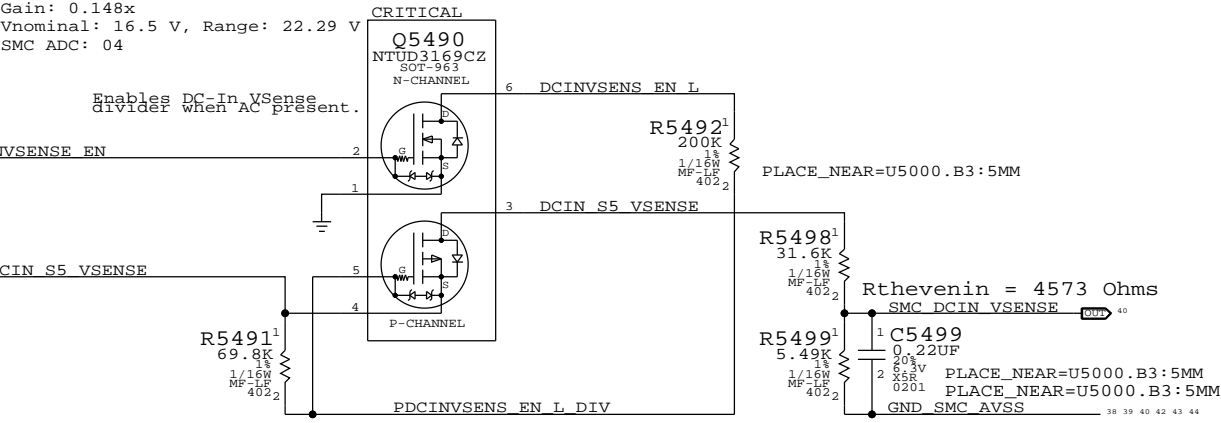 Gain: 0.148x
Vnominal: 16.5 V, Range: 22.29 V
SMC ADC: 04
CRITICAL
Q5490
NTUD3169CZ
SOT-963
N-CHANNEL
Enables DC-In VSense
divider when AC present.
VSENSE_EN
2
1
6
D
G
S
DCINVSENS_EN_L
R5492
1
200K
1%
1/16W
MF-LF
402
2
PLACE_NEAR=U5000.B3:5MM
3
DCIN_S5_VSENSE
D
G
S
5
4
P-CHANNEL
CIN_S5_VSENSE
R5491
1
69.8K
1%
1/16W
MF-LF
402
2
PDCINVSENS_EN_L_DIV
R5498
1
31.6K
1%
1/16W
MF-LF
402
2
Rthevenin = 4573 Ohms
SMC_DCIN_VSENSE
OUT
40
R5499
1
5.49K
1%
1/16W
MF-LF
402
2
1
C5499
0.22UF
20%
6.3V
2
X5R
0201
PLACE_NEAR=U5000.B3:5MM
PLACE_NEAR=U5000.B3:5MM
GND_SMC_AVSS
38 39 40 42 43 44